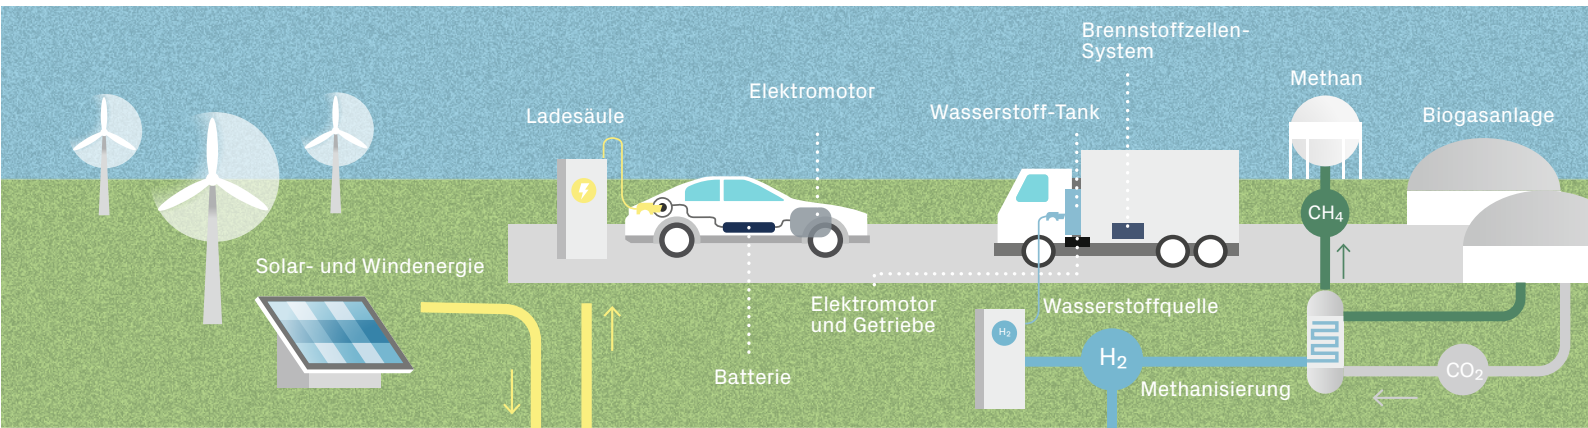 Brennstoffzellen-
System
Methan
Elektromotor
Ladesäule
Wasserstoff-Tank
Biogasanlage
CH4
Solar- und Windenergie
Elektromotor
und Getriebe
Wasserstoffquelle
H2
H2
Batterie
Methanisierung
CO2